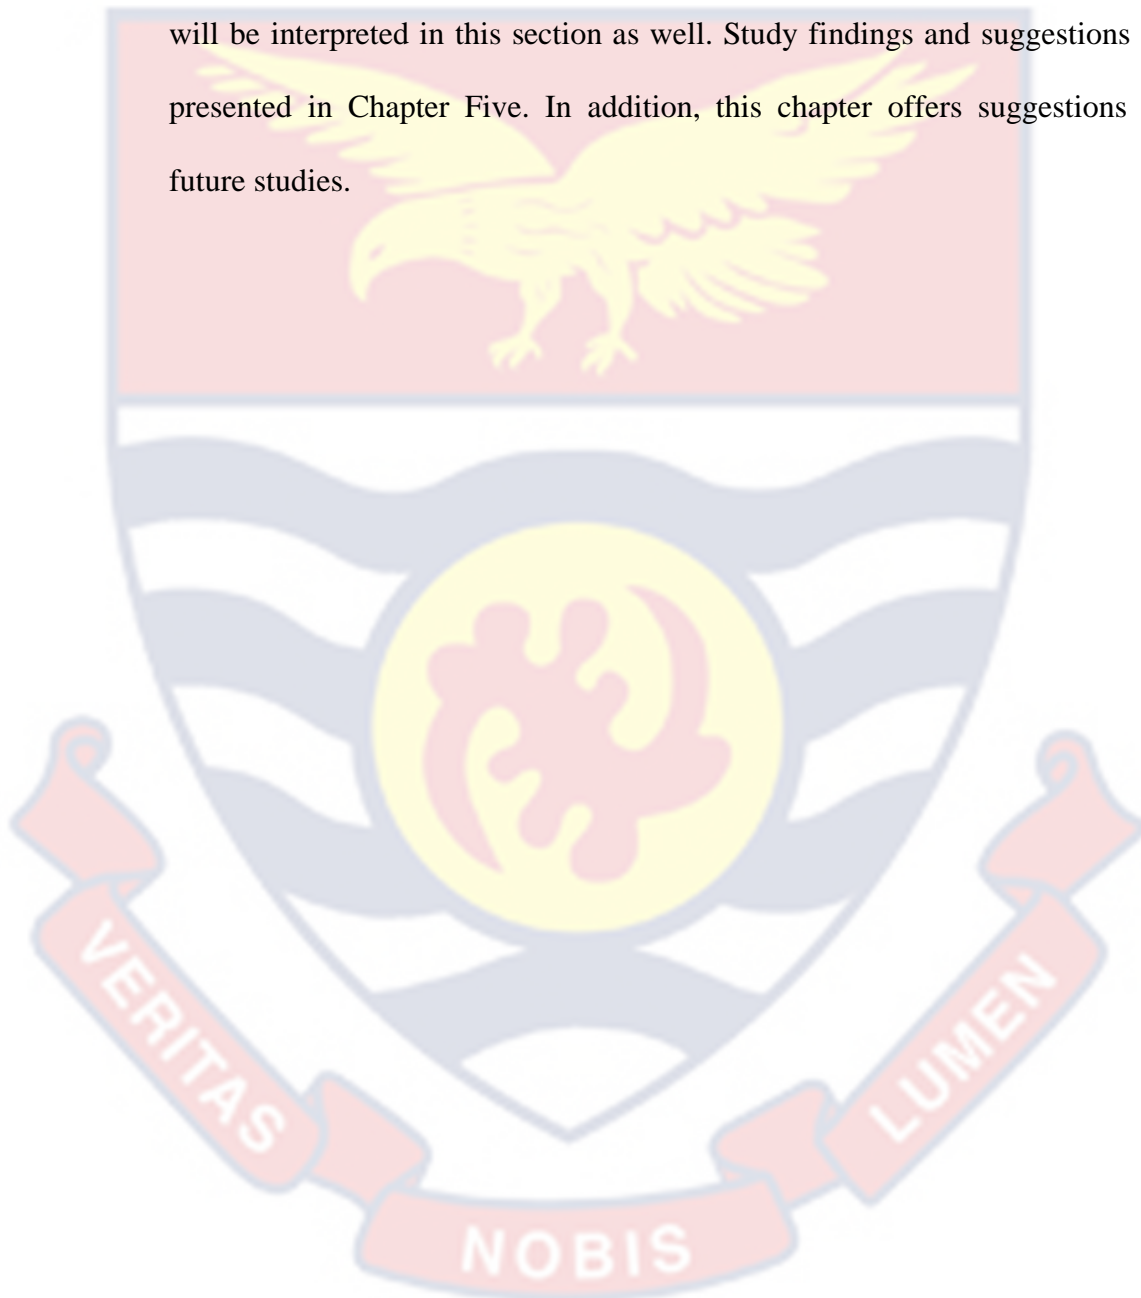 will be interpreted in this section as well. Study findings and suggestions
presented in Chapter Five. In addition, this chapter offers suggestions
future studies.
VERITAS
NOBIS
LUMEN